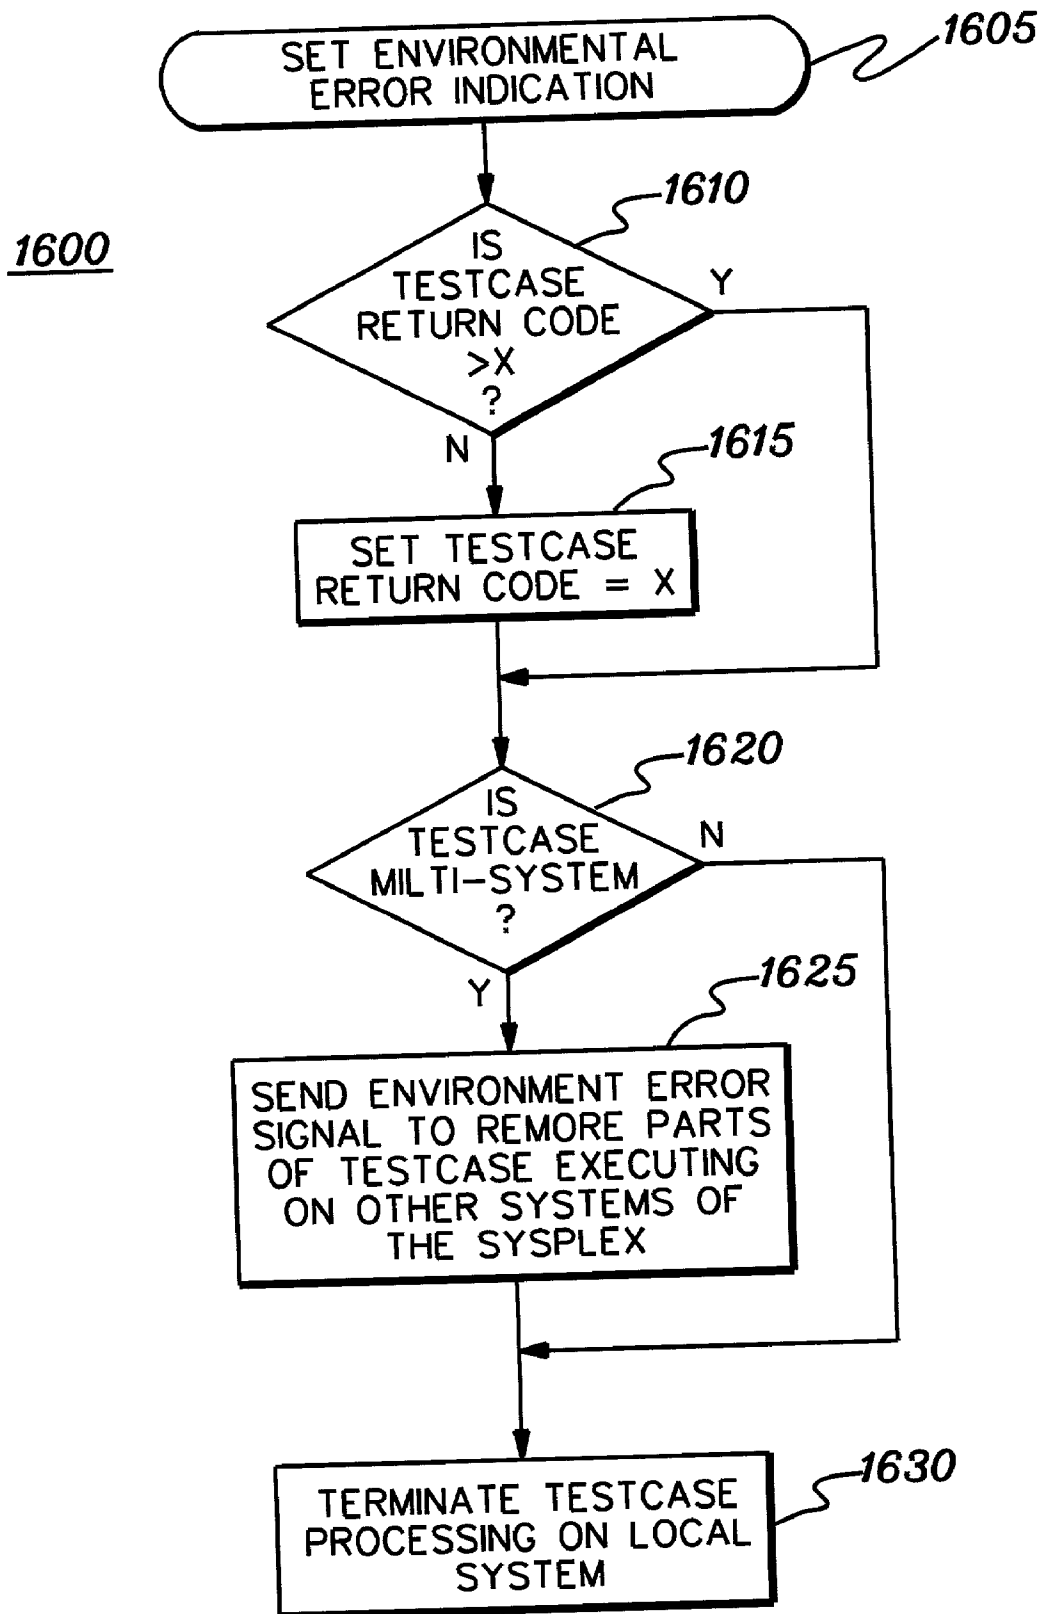 SET ENVIRONMENTAL
ERROR INDICATION
1605
1600
1610
IS
TESTCASE
RETURN CODE
>X
?
Y
N
1615
SET TESTCASE
RETURN CODE = X
1620
IS
TESTCASE
MILTI-SYSTEM
?
N
Y
1625
SEND ENVIRONMENT ERROR
SIGNAL TO REMORE PARTS
OF TESTCASE EXECUTING
ON OTHER SYSTEMS OF
THE SYSPLEX
1630
TERMINATE TESTCASE
PROCESSING ON LOCAL
SYSTEM